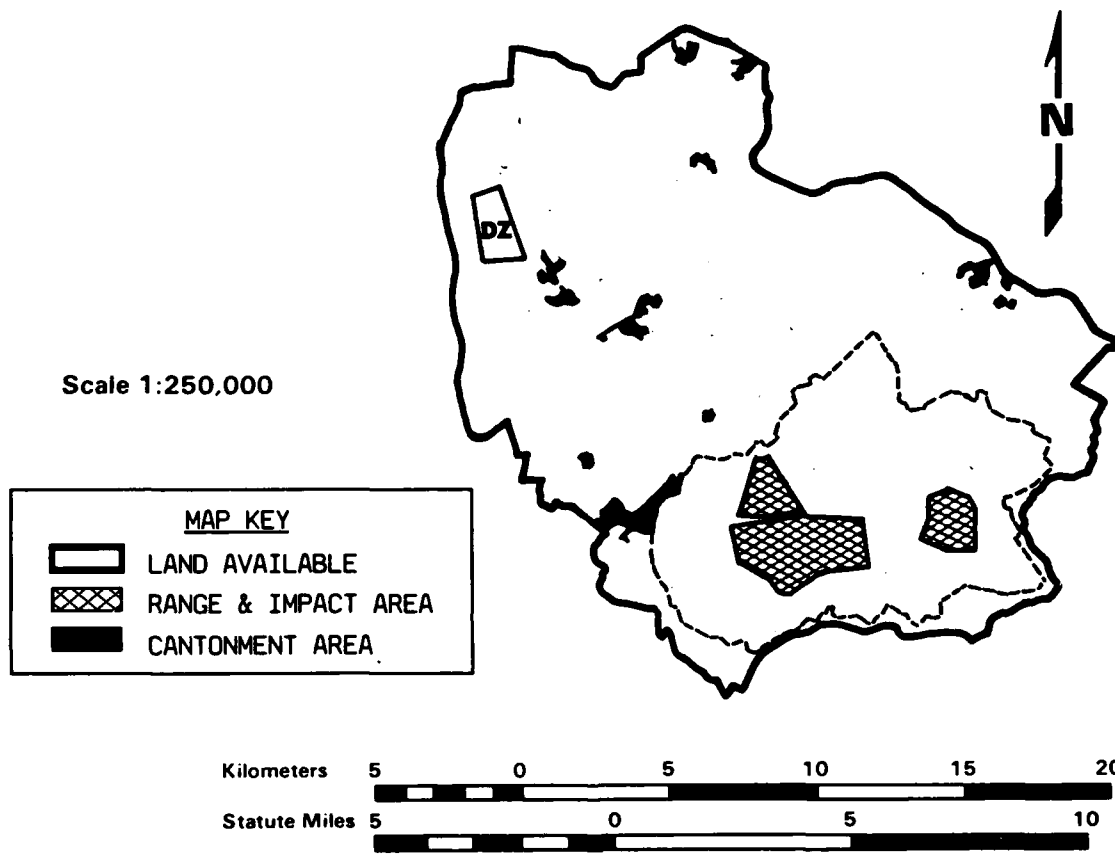 N
DZ
Scale 1:250,000
MAP KEY
LAND AVAILABLE
RANGE & IMPACT AREA
CANTONMENT AREA
Kilometers 5 0 5 10 15 20
Statute Miles 5 0 5 10